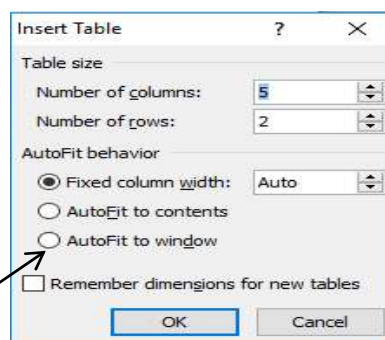 Insert Table ?
Table size
Number of columns: 5
Number of rows: 2
AutoFit behavior
Fixed column width: Auto
AutoFit to contents
AutoFit to window
Remember dimensions for new tables
OK Cancel